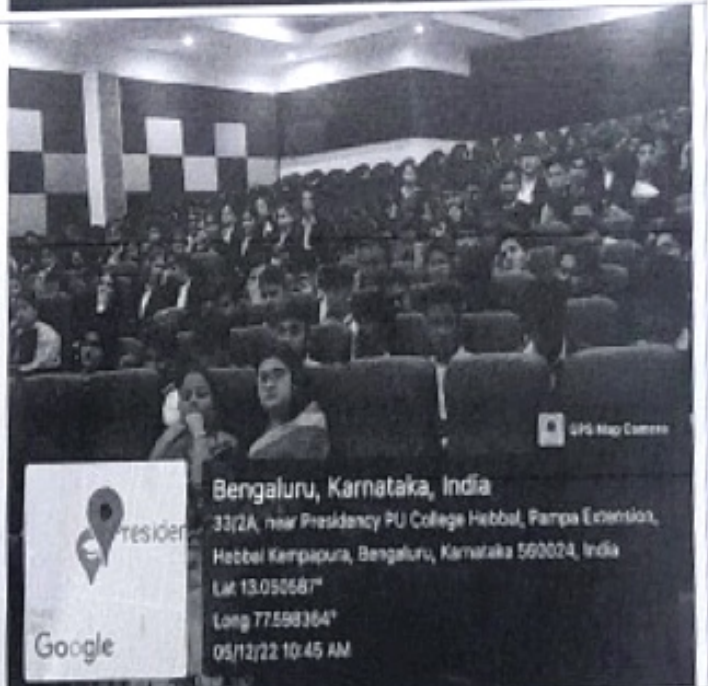 GPS Map Camera
Bengaluru, Karnataka, India
33/2A, near Presidency PU College Hebbal, Pampa Extension,
Hebbal Kempapura, Bengaluru, Karnataka 560024, India
Lat 13.050587°
Long 77.598364°
05/12/22 10:45 AM
residen
Google